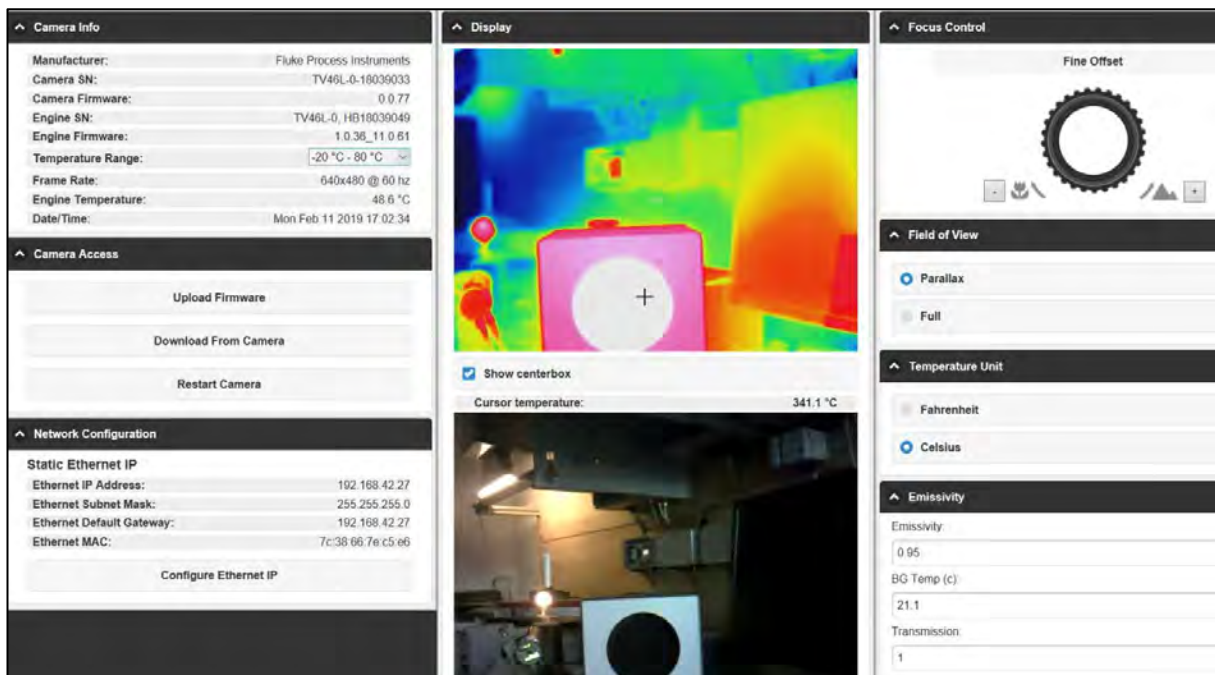 Camera Info
Manufacturer: Fluke Process Instruments
Camera SN: TV46L-0-18039033
Camera Firmware: 0.0.77
Engine SN: TV46L-0, HB18039049
Engine Firmware: 1.0.36_11.0.61
Temperature Range: -20 °C - 80 °C
Frame Rate: 640x480 @ 60 hz
Engine Temperature: 48.6 °C
Date/Time: Mon Feb 11 2019 17:02:34
Camera Access
Upload Firmware
Download From Camera
Restart Camera
Network Configuration
Static Ethernet IP
Ethernet IP Address: 192.168.42.27
Ethernet Subnet Mask: 255.255.255.0
Ethernet Default Gateway: 192.168.42.27
Ethernet MAC: 7c:38:66:7e:c5:e6
Configure Ethernet IP
Display
Show centerbox
Cursor temperature: 341.1 °C
Focus Control
Fine Offset
-
+
Field of View
Parallax
Full
Temperature Unit
Fahrenheit
Celsius
Emissivity
Emissivity:
0.95
BG Temp (c):
21.1
Transmission:
1